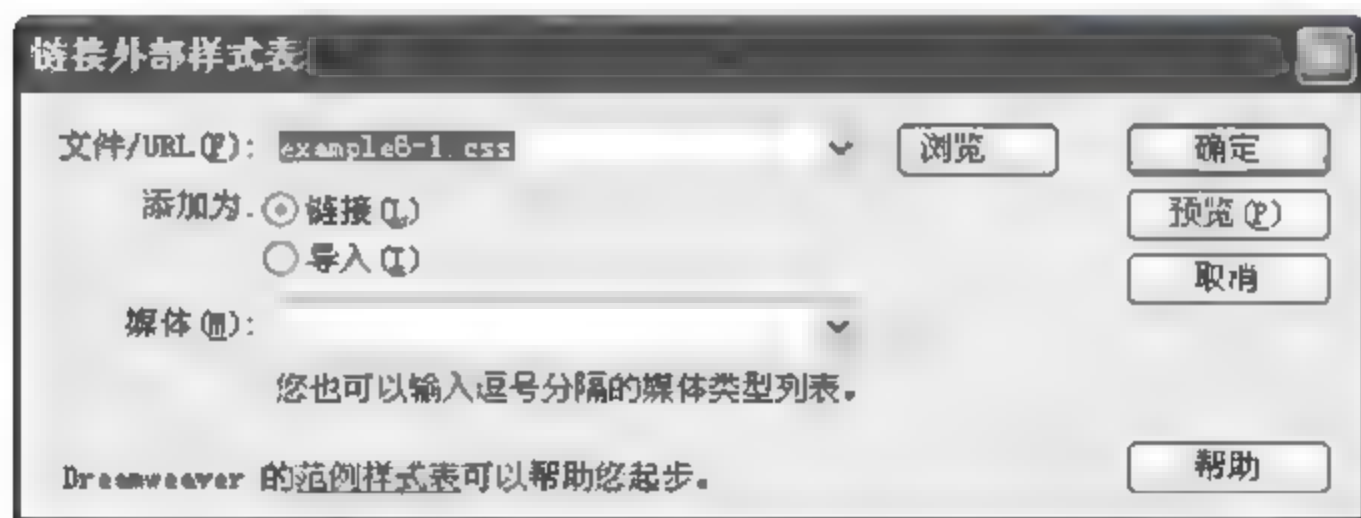 链接外部样式表
文件/URL(F): example8-1.css 浏览 确定
添加为: 链接(L) 预览(P)
导入(I) 取消
媒体(M):
您也可以输入逗号分隔的媒体类型列表。
Dreamweaver 的范例样式表可以帮助您起步。 帮助